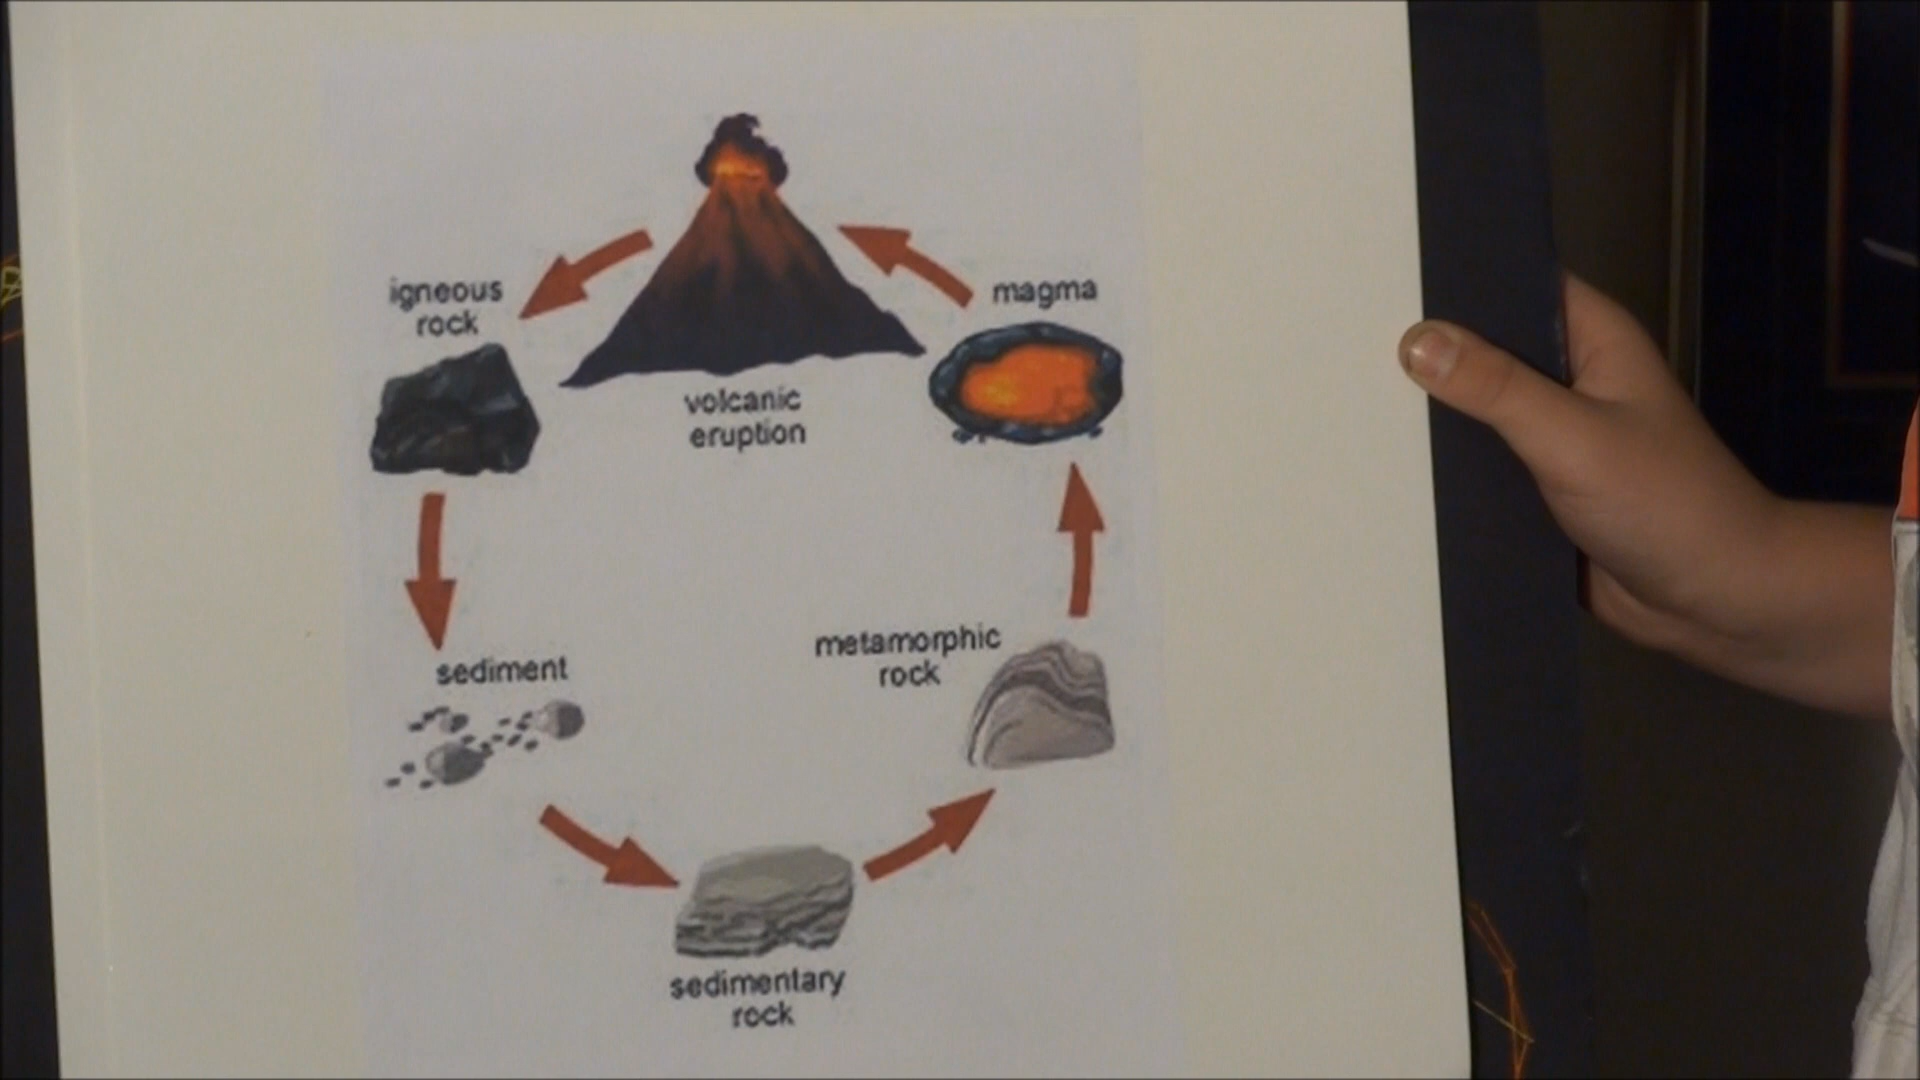 igneous
rock
volcanic
eruption
magma
sediment
metamorphic
rock
sedimentary
rock